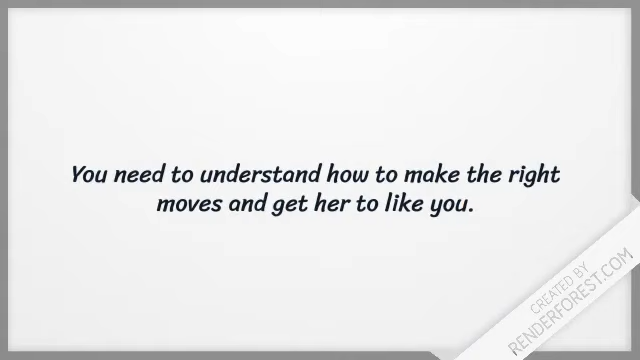 You need to understand how to make the right
moves and get her to like you.
CREATED BY
RENDERFOREST.COM